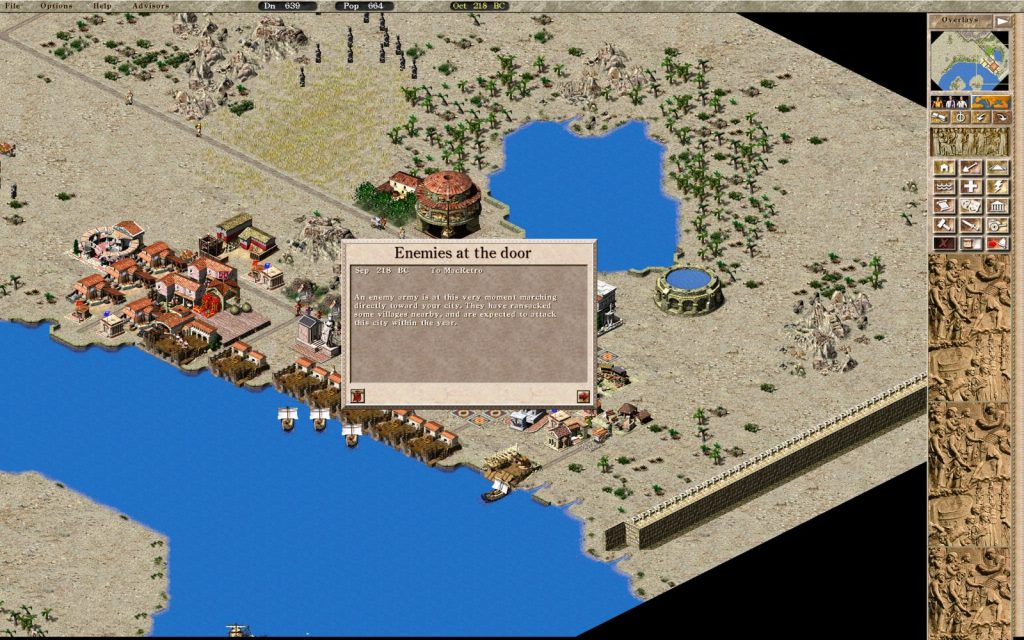 File Options Help Advisors Dn 639 Pop 664 Oct 218 BC
Overlays
Enemies at the door
Sep 218 BC To MacRetro
An enemy army is at this very moment marching
directly toward your city. They have ransacked
some villages nearby, and are expected to attack
this city within the year.